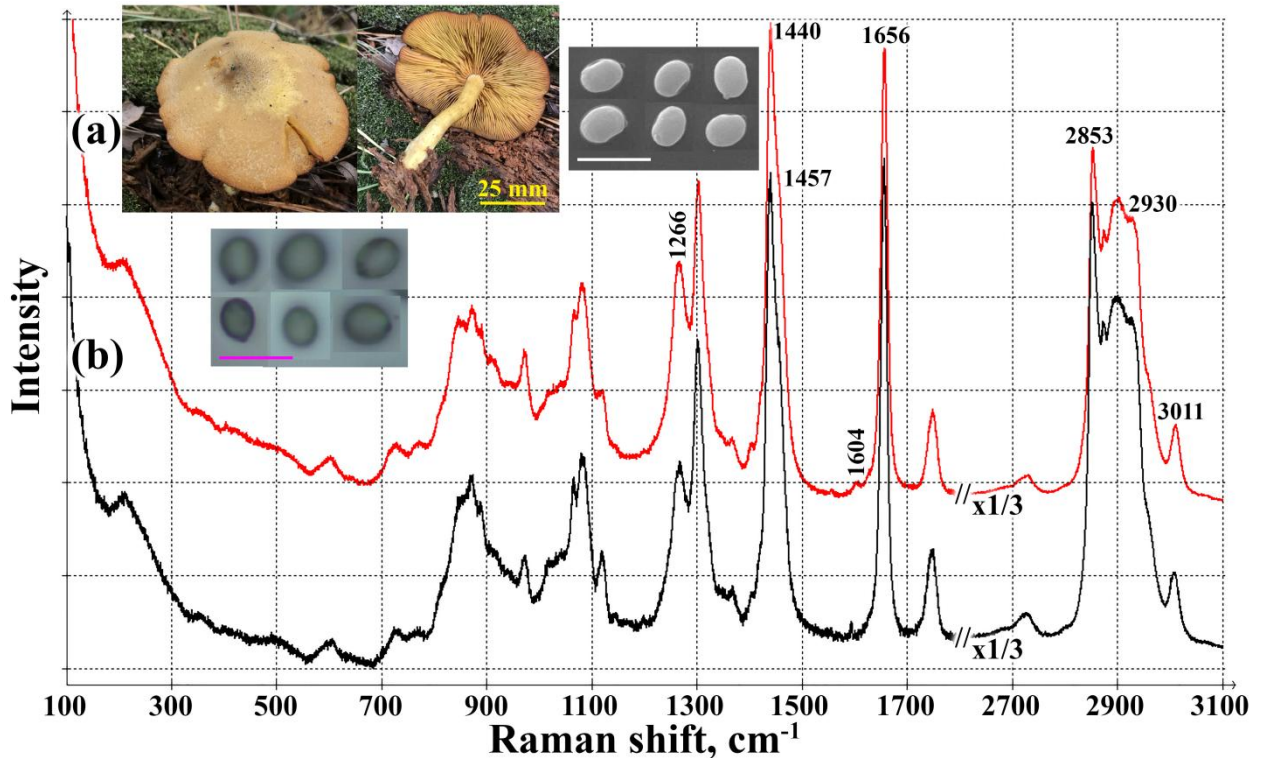 1440
1656
(a)
2853
25 mm
1457
2930
1266
Intensity
(b)
3011
1604
// x1/3
// x1/3
100 300 500 700 900 1100 1300 1500 1700 2700 2900 3100
Raman shift, cm-1